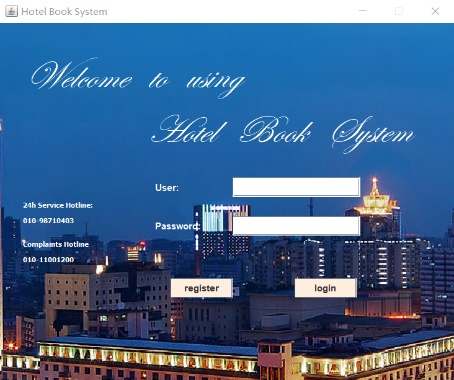 Hotel Book System
Welcome to using
Hotel Book System
User:
24h Service Hotline:
010-98710403
Password:
Complaints Hotline
010-11001200
register
login